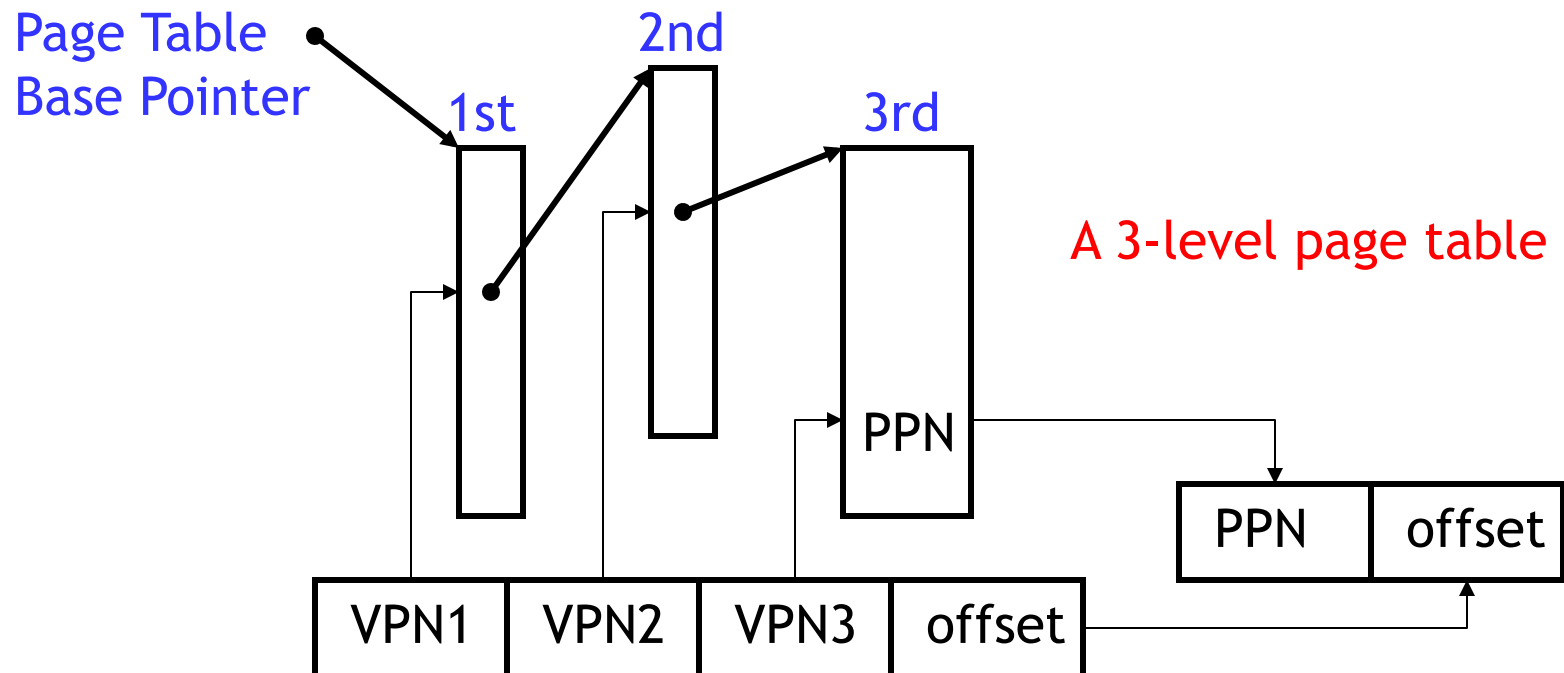 Page Table
Base Pointer
1st
2nd
3rd
A 3-level page table
PPN
PPN
offset
VPN1
VPN2
VPN3
offset